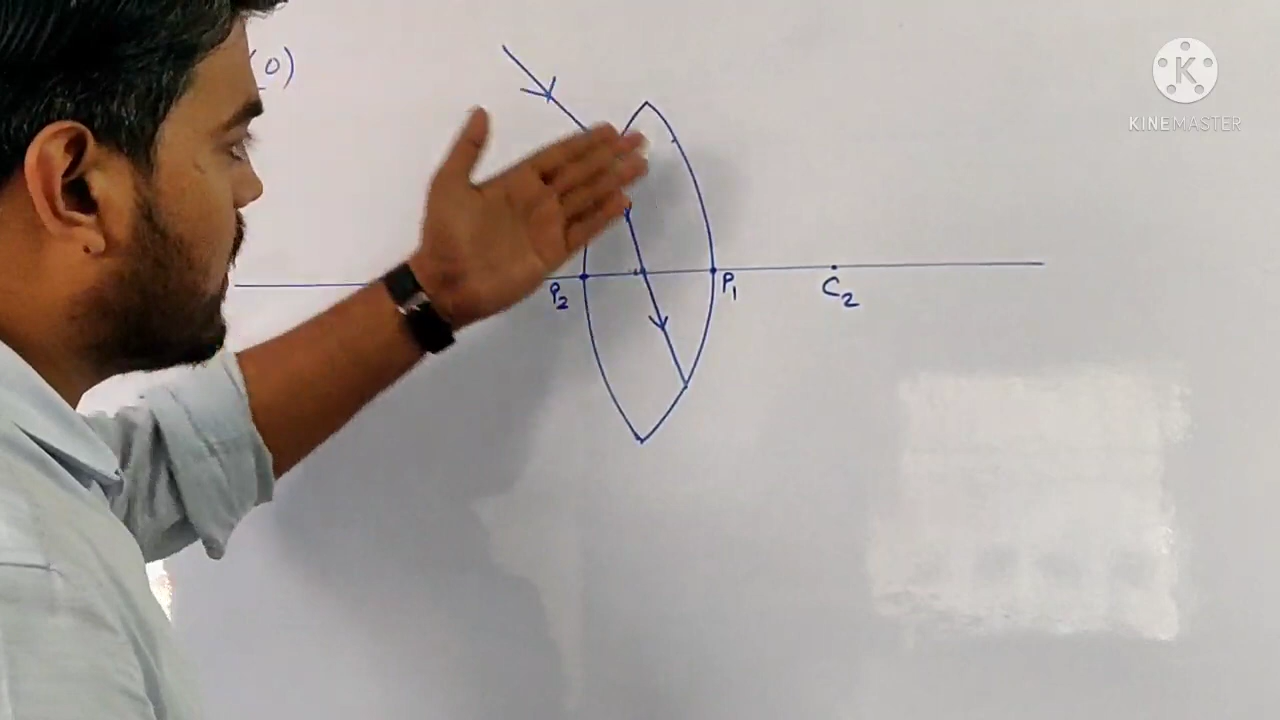 (0)
K
KINEMASTER
P₂
P₁
C₂